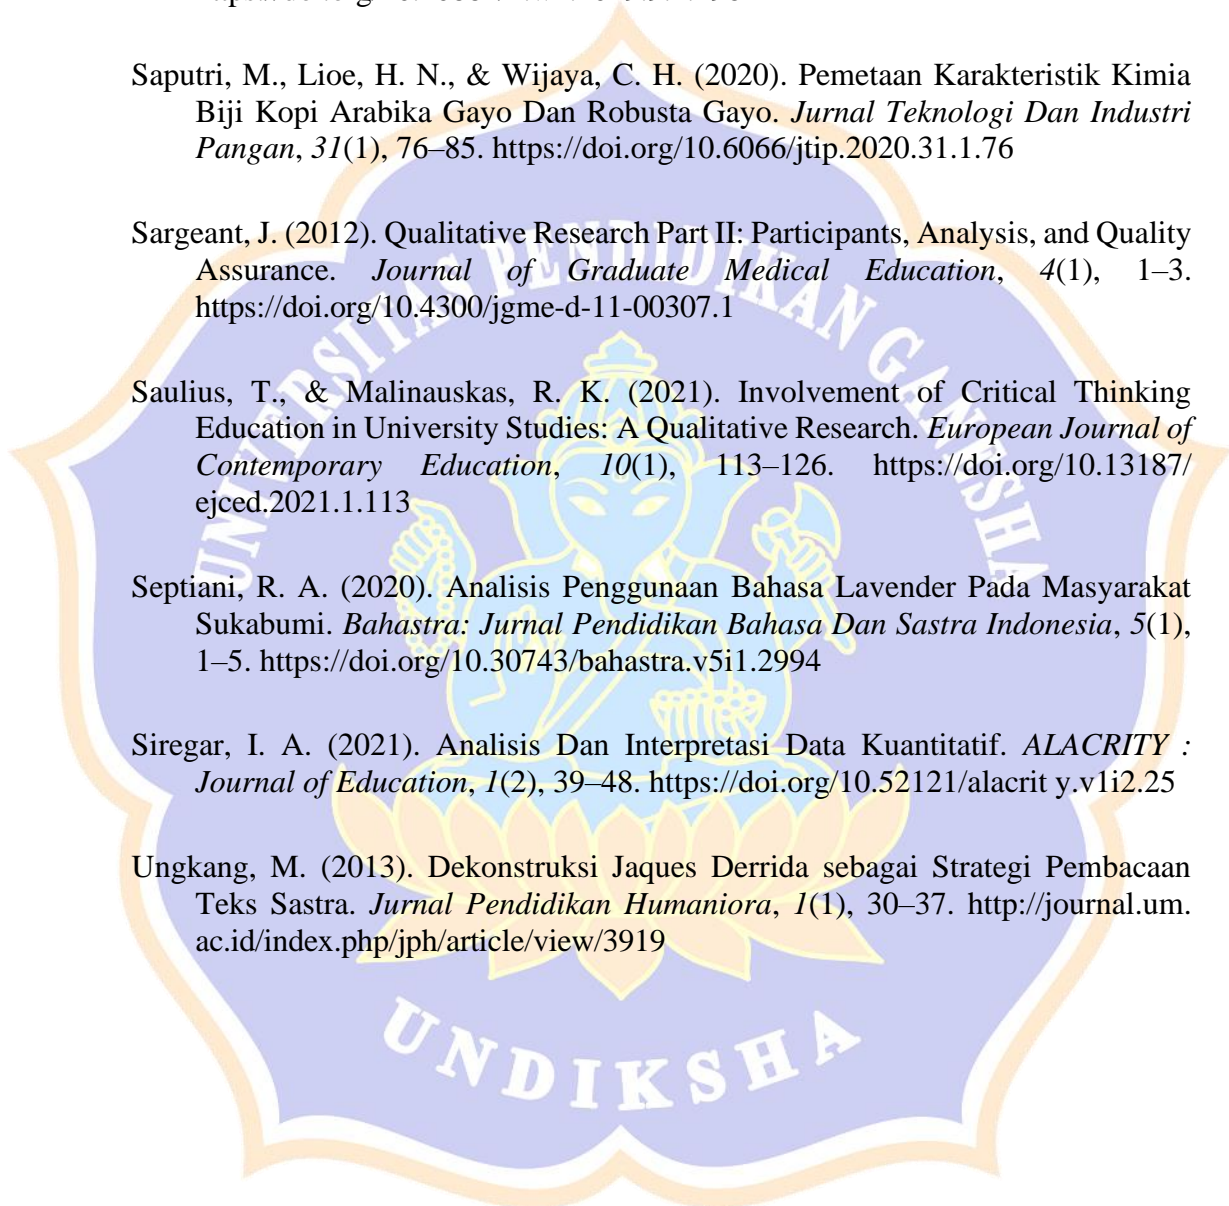 Saputri, M., Lioe, H. N., & Wijaya, C. H. (2020). Pemetaan Karakteristik Kimia
Biji Kopi Arabika Gayo Dan Robusta Gayo. Jurnal Teknologi Dan Industri
Pangan, 31(1), 76–85. https://doi.org/10.6066/jtip.2020.31.1.76
Sargeant, J. (2012). Qualitative Research Part II: Participants, Analysis, and Quality
Assurance. Journal of Graduate Medical Education, 4(1), 1–3.
https://doi.org/10.4300/jgme-d-11-00307.1
Saulius, T., & Malinauskas, R. K. (2021). Involvement of Critical Thinking
Education in University Studies: A Qualitative Research. European Journal of
Contemporary Education, 10(1), 113–126. https://doi.org/10.13187/
ejced.2021.1.113
Septiani, R. A. (2020). Analisis Penggunaan Bahasa Lavender Pada Masyarakat
Sukabumi. Bahastra: Jurnal Pendidikan Bahasa Dan Sastra Indonesia, 5(1),
1–5. https://doi.org/10.30743/bahastra.v5i1.2994
Siregar, I. A. (2021). Analisis Dan Interpretasi Data Kuantitatif. ALACRITY :
Journal of Education, 1(2), 39–48. https://doi.org/10.52121/alacrit y.v1i2.25
Ungkang, M. (2013). Dekonstruksi Jaques Derrida sebagai Strategi Pembacaan
Teks Sastra. Jurnal Pendidikan Humaniora, 1(1), 30–37. http://journal.um.
ac.id/index.php/jph/article/view/3919
UNIVERSITAS PENDIDIKAN GANESHA
UNDIKSHA